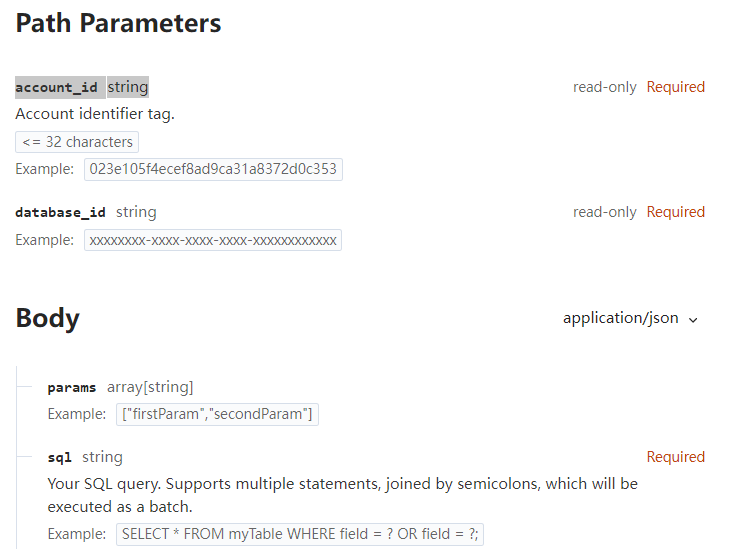 Path Parameters
account_id string read-only Required
Account identifier tag.
<= 32 characters
Example: 023e105f4ecef8ad9ca31a8372d0c353
database_id string read-only Required
Example: xxxxxxxx-xxxx-xxxx-xxxx-xxxxxxxxxxxx
Body application/json
params array[string]
Example: ["firstParam","secondParam"]
sql string Required
Your SQL query. Supports multiple statements, joined by semicolons, which will be
executed as a batch.
Example: SELECT * FROM myTable WHERE field = ? OR field = ?;